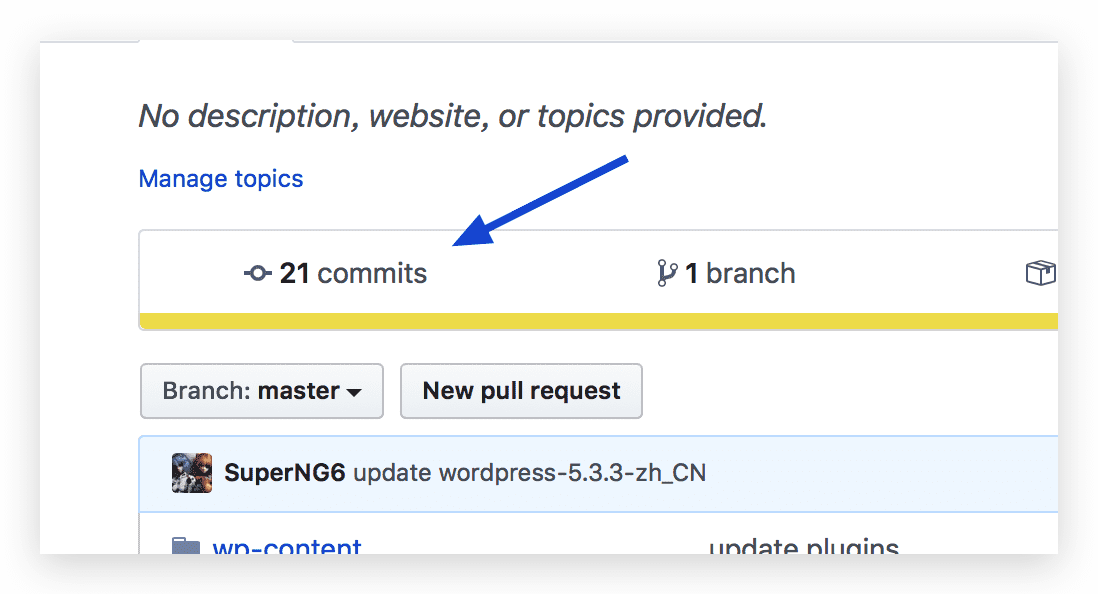 No description, website, or topics provided.
Manage topics
21 commits 1 branch
Branch: master New pull request
SuperNG6 update wordpress-5.3.3-zh_CN
wp-content update plugins